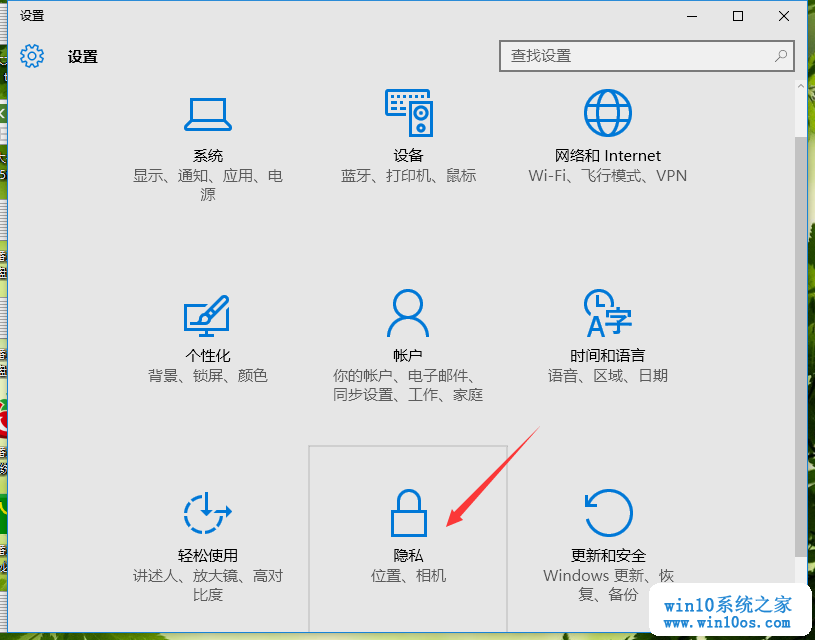 设置
设置
查找设置
系统
显示、通知、应用、电
源
设备
蓝牙、打印机、鼠标
网络和 Internet
Wi-Fi、飞行模式、VPN
个性化
背景、锁屏、颜色
帐户
你的帐户、电子邮件、
同步设置、工作、家庭
A字
时间和语言
语音、区域、日期
轻松使用
讲述人、放大镜、高对
比度
隐私
位置、相机
更新和安全
Windows 更新、恢
复、备份
win10系统之家
www.win10os.com